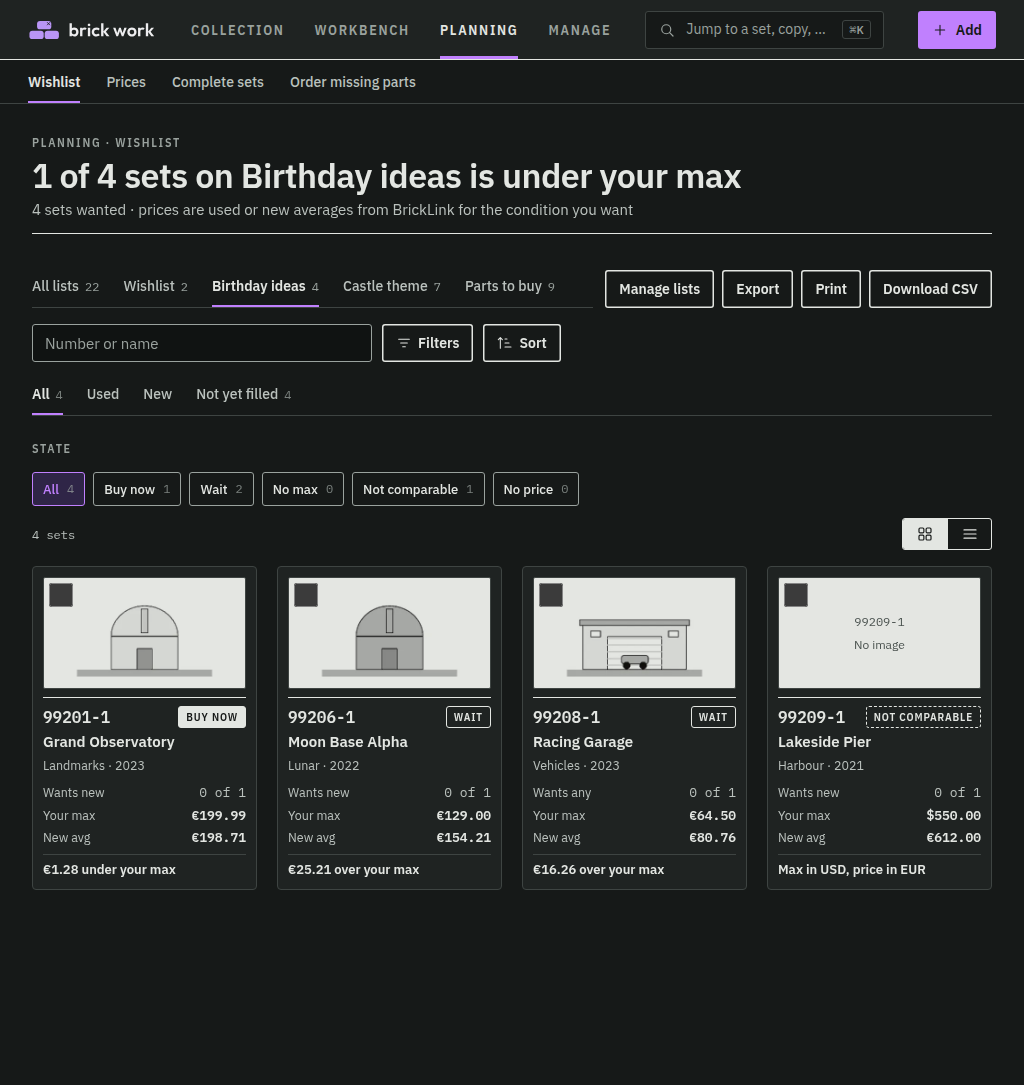 brick work
COLLECTION WORKBENCH PLANNING MANAGE
Jump to a set, copy, ... ⌘K
+ Add
Wishlist Prices Complete sets Order missing parts
PLANNING · WISHLIST
1 of 4 sets on Birthday ideas is under your max
4 sets wanted · prices are used or new averages from BrickLink for the condition you want
All lists 22 Wishlist 2 Birthday ideas 4 Castle theme 7 Parts to buy 9
Manage lists Export Print Download CSV
Number or name Filters Sort
All 4 Used New Not yet filled 4
STATE
All 4 Buy now 1 Wait 2 No max 0 Not comparable 1 No price 0
4 sets
99201-1 BUY NOW
Grand Observatory
Landmarks · 2023
Wants new 0 of 1
Your max €199.99
New avg €198.71
€1.28 under your max
99206-1 WAIT
Moon Base Alpha
Lunar · 2022
Wants new 0 of 1
Your max €129.00
New avg €154.21
€25.21 over your max
99208-1 WAIT
Racing Garage
Vehicles · 2023
Wants any 0 of 1
Your max €64.50
New avg €80.76
€16.26 over your max
99209-1
No image
99209-1 NOT COMPARABLE
Lakeside Pier
Harbour · 2021
Wants new 0 of 1
Your max $550.00
New avg €612.00
Max in USD, price in EUR